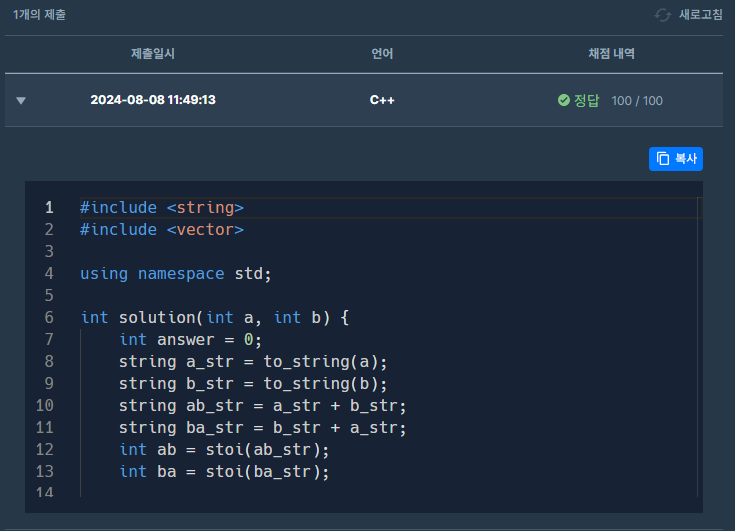 1개의 제출
새로고침
제출일시 언어 채점 내역
2024-08-08 11:49:13 C++ 정답 100 / 100
복사
1 #include <string>
2 #include <vector>
3
4 using namespace std;
5
6 int solution(int a, int b) {
7 int answer = 0;
8 string a_str = to_string(a);
9 string b_str = to_string(b);
10 string ab_str = a_str + b_str;
11 string ba_str = b_str + a_str;
12 int ab = stoi(ab_str);
13 int ba = stoi(ba_str);
14